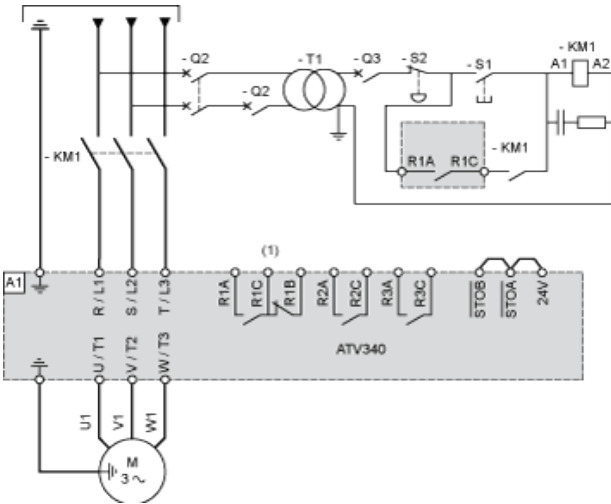 - Q2
- T1
- Q3
- S2
- S1
- KM1
A1
A2
- Q2
- KM1
R1A
R1C
- KM1
(1)
A1
R / L1
S / L2
T / L3
R1A
R1C
R1B
R2A
R2C
R3A
R3C
STOB
STOA
24V
ATV340
U / T1
V / T2
W / T3
U1
V1
W1
M
3 ~